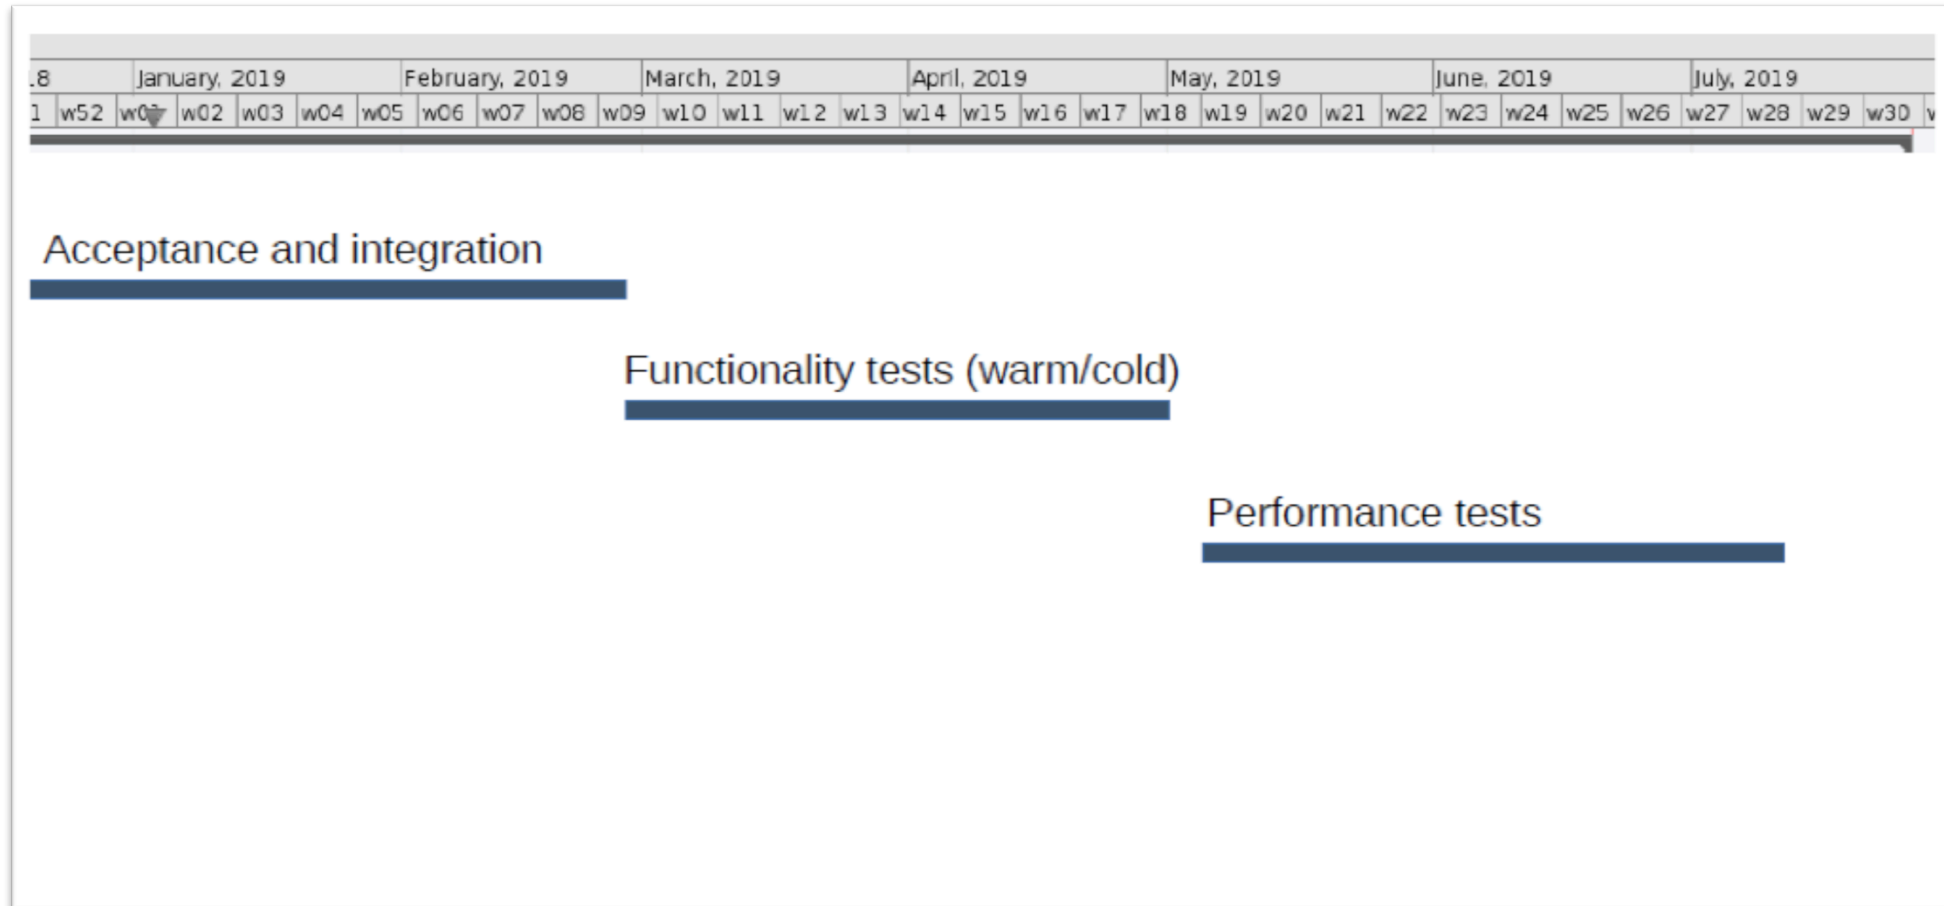 .8 January, 2019 February, 2019 March, 2019 April, 2019 May, 2019 June, 2019 July, 2019
1 w52 w02 w03 w04 w05 w06 w07 w08 w09 w10 w11 w12 w13 w14 w15 w16 w17 w18 w19 w20 w21 w22 w23 w24 w25 w26 w27 w28 w29 w30
Acceptance and integration
Functionality tests (warm/cold)
Performance tests